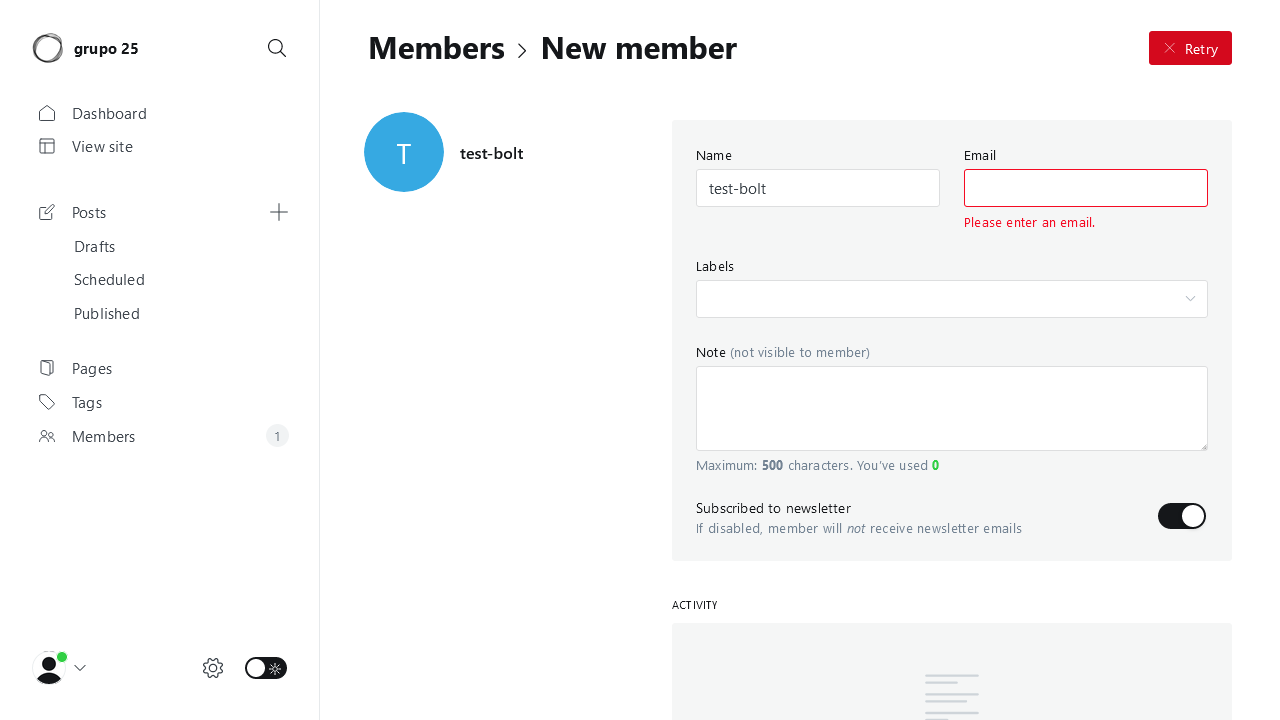 grupo 25
Dashboard
View site
Posts
Drafts
Scheduled
Published
Pages
Tags
Members
1
Members > New member
Retry
T
test-bolt
Name
Email
test-bolt
Please enter an email.
Labels
Note (not visible to member)
Maximum: 500 characters. You've used 0
Subscribed to newsletter
If disabled, member will not receive newsletter emails
ACTIVITY